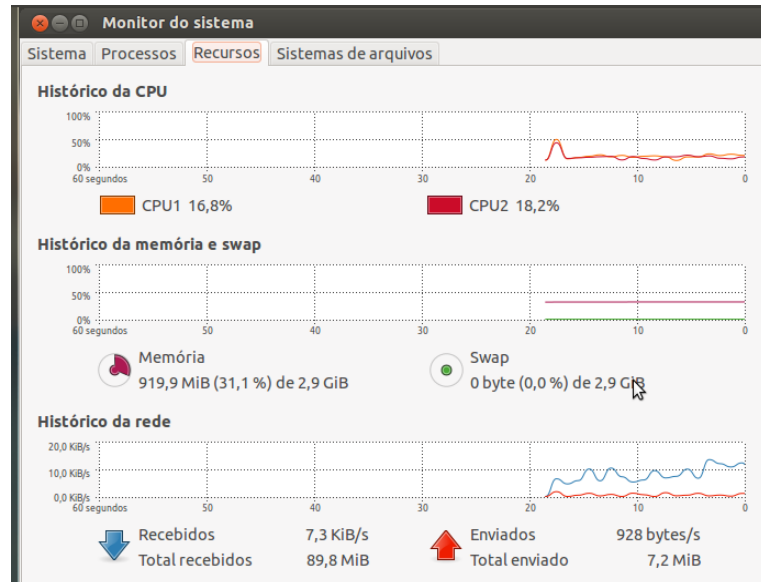 Monitor do sistema
Sistema Processos Recursos Sistemas de arquivos
Histórico da CPU
100%
50%
0%
60 segundos 50 40 30 20 10 0
CPU1 16,8% CPU2 18,2%
Histórico da memória e swap
100%
50%
0%
60 segundos 50 40 30 20 10 0
Memória Swap
919,9 MiB (31,1 %) de 2,9 GiB 0 byte (0,0 %) de 2,9 GiB
Histórico da rede
20,0 KiB/s
10,0 KiB/s
0,0 KiB/s
60 segundos 50 40 30 20 10 0
Recebidos 7,3 KiB/s Enviados 928 bytes/s
Total recebidos 89,8 MiB Total enviado 7,2 MiB